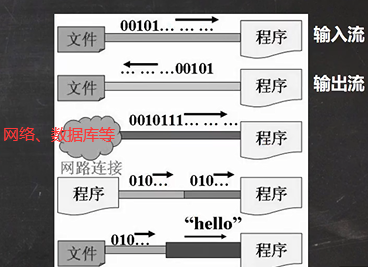 00101… … …
文件 程序 输入流
… … …00101
文件 程序 输出流
0010111… … …
网络、数据库等 程序
网路连接
010… 010…
程序 程序
“hello”
010…
文件 程序